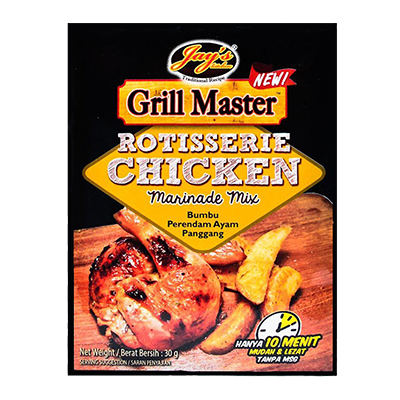 Jay's
Kitchen
®
Traditional Recipe
NEW!
Grill Master
ROTISSERIE
CHICKEN
Marinade Mix
Bumbu
Perendam Ayam
Panggang
HANYA 10 MENIT
MUDAH & LEZAT
TANPA MSG
Net Weight / Berat Bersih : 30 g
SERVING SUGGESTION / SARAN PENYAJIAN